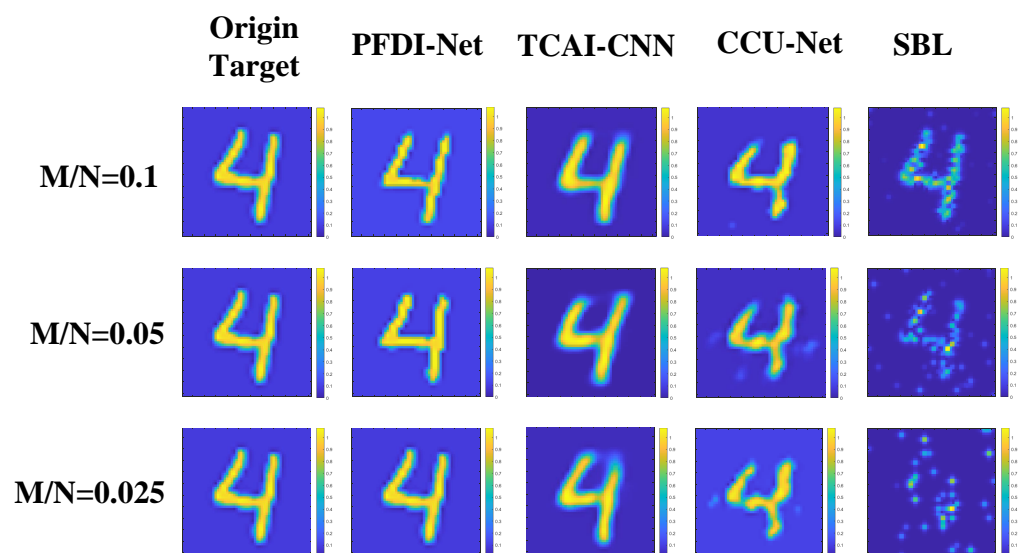 Origin
Target
PFDI-Net
TCAI-CNN
CCU-Net
SBL
M/N=0.1
M/N=0.05
M/N=0.025